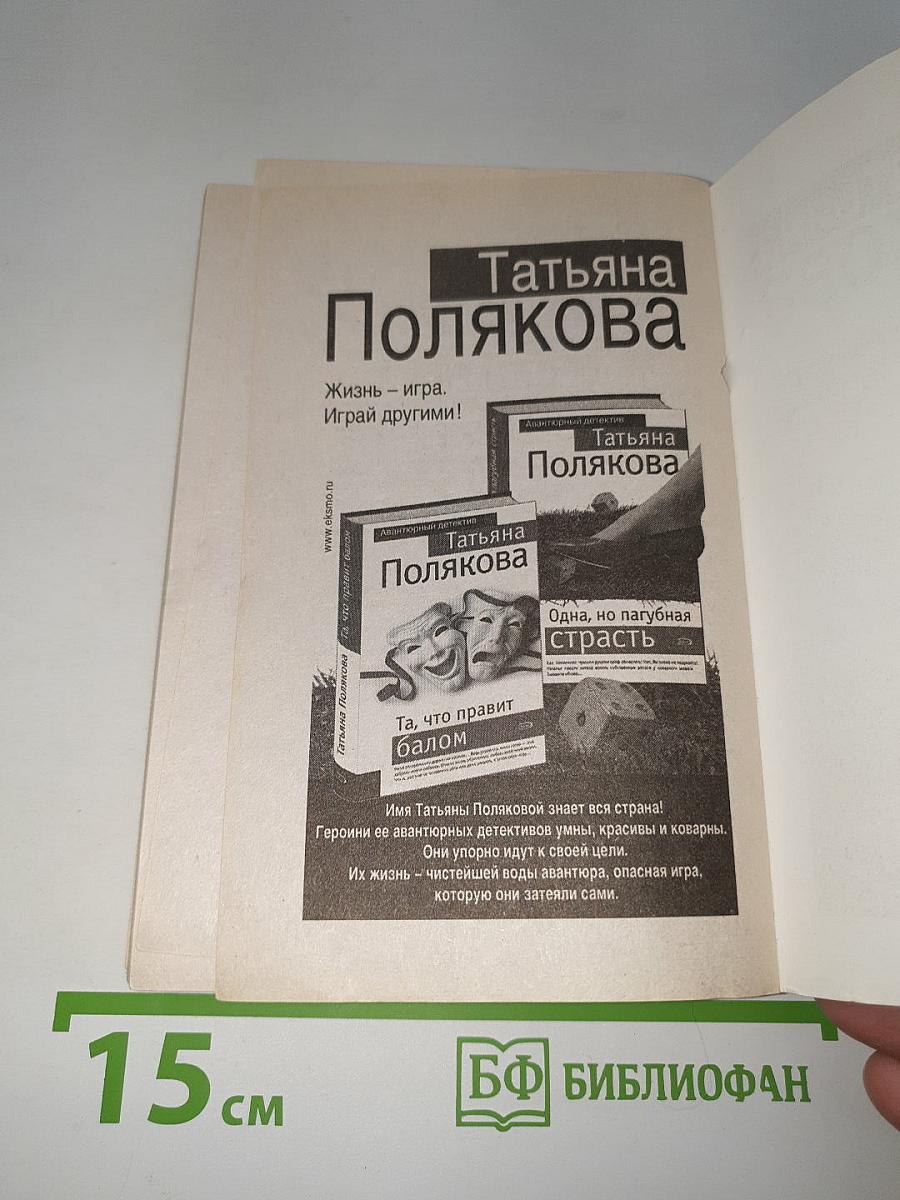 Татьяна
Полякова
Жизнь – игра.
Играй другими!
www.eksmo.ru
Авантюрный детектив
Татьяна
Полякова
Одна, но пагубная
страсть
Авантюрный детектив
Татьяна
Полякова
Татьяна Полякова Та, что правит балом
Та, что правит
балом
Имя Татьяны Поляковой знает вся страна!
Героини ее авантюрных детективов умны, красивы и коварны.
Они упорно идут к своей цели.
Их жизнь – чистейшей воды авантюра, опасная игра,
которую они затеяли сами.
15 см
БФ БИБЛИОФАН